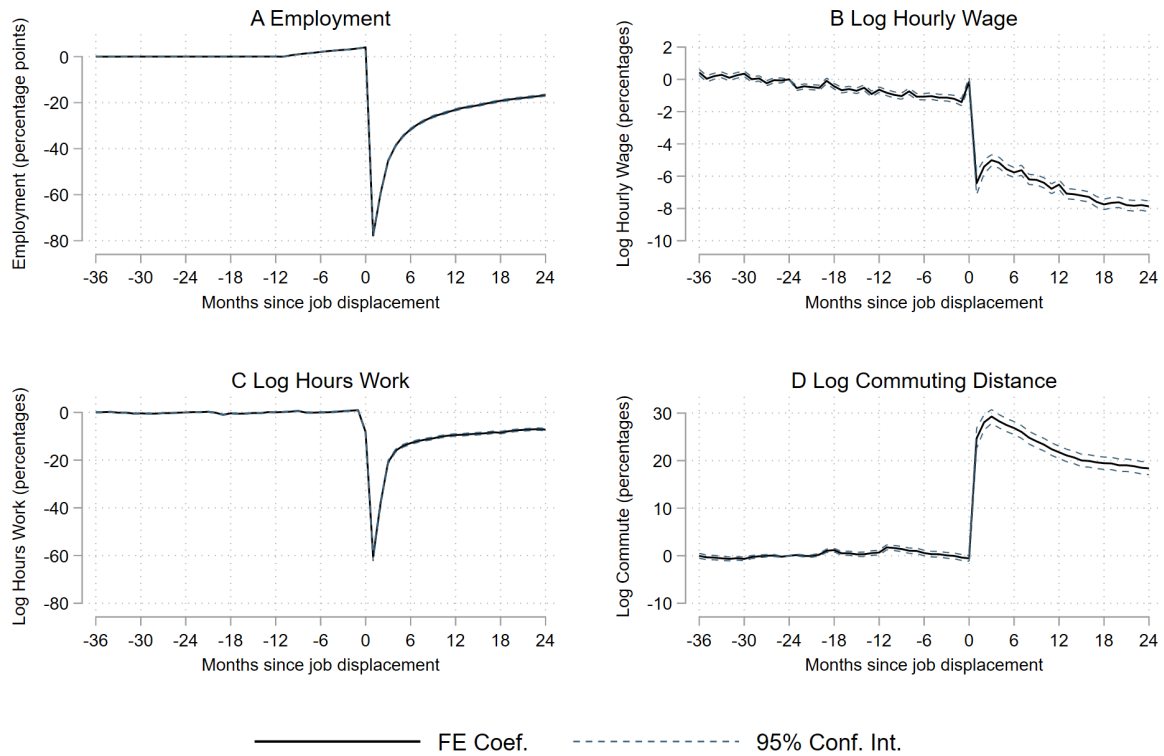 A Employment
Employment (percentage points)
0
-20
-40
-60
-80
-36 -30 -24 -18 -12 -6 0 6 12 18 24
Months since job displacement
B Log Hourly Wage
Log Hourly Wage (percentages)
2
0
-2
-4
-6
-8
-10
-36 -30 -24 -18 -12 -6 0 6 12 18 24
Months since job displacement
C Log Hours Work
Log Hours Work (percentages)
0
-20
-40
-60
-80
-36 -30 -24 -18 -12 -6 0 6 12 18 24
Months since job displacement
D Log Commuting Distance
Log Commute (percentages)
30
20
10
0
-10
-36 -30 -24 -18 -12 -6 0 6 12 18 24
Months since job displacement
FE Coef. 95% Conf. Int.